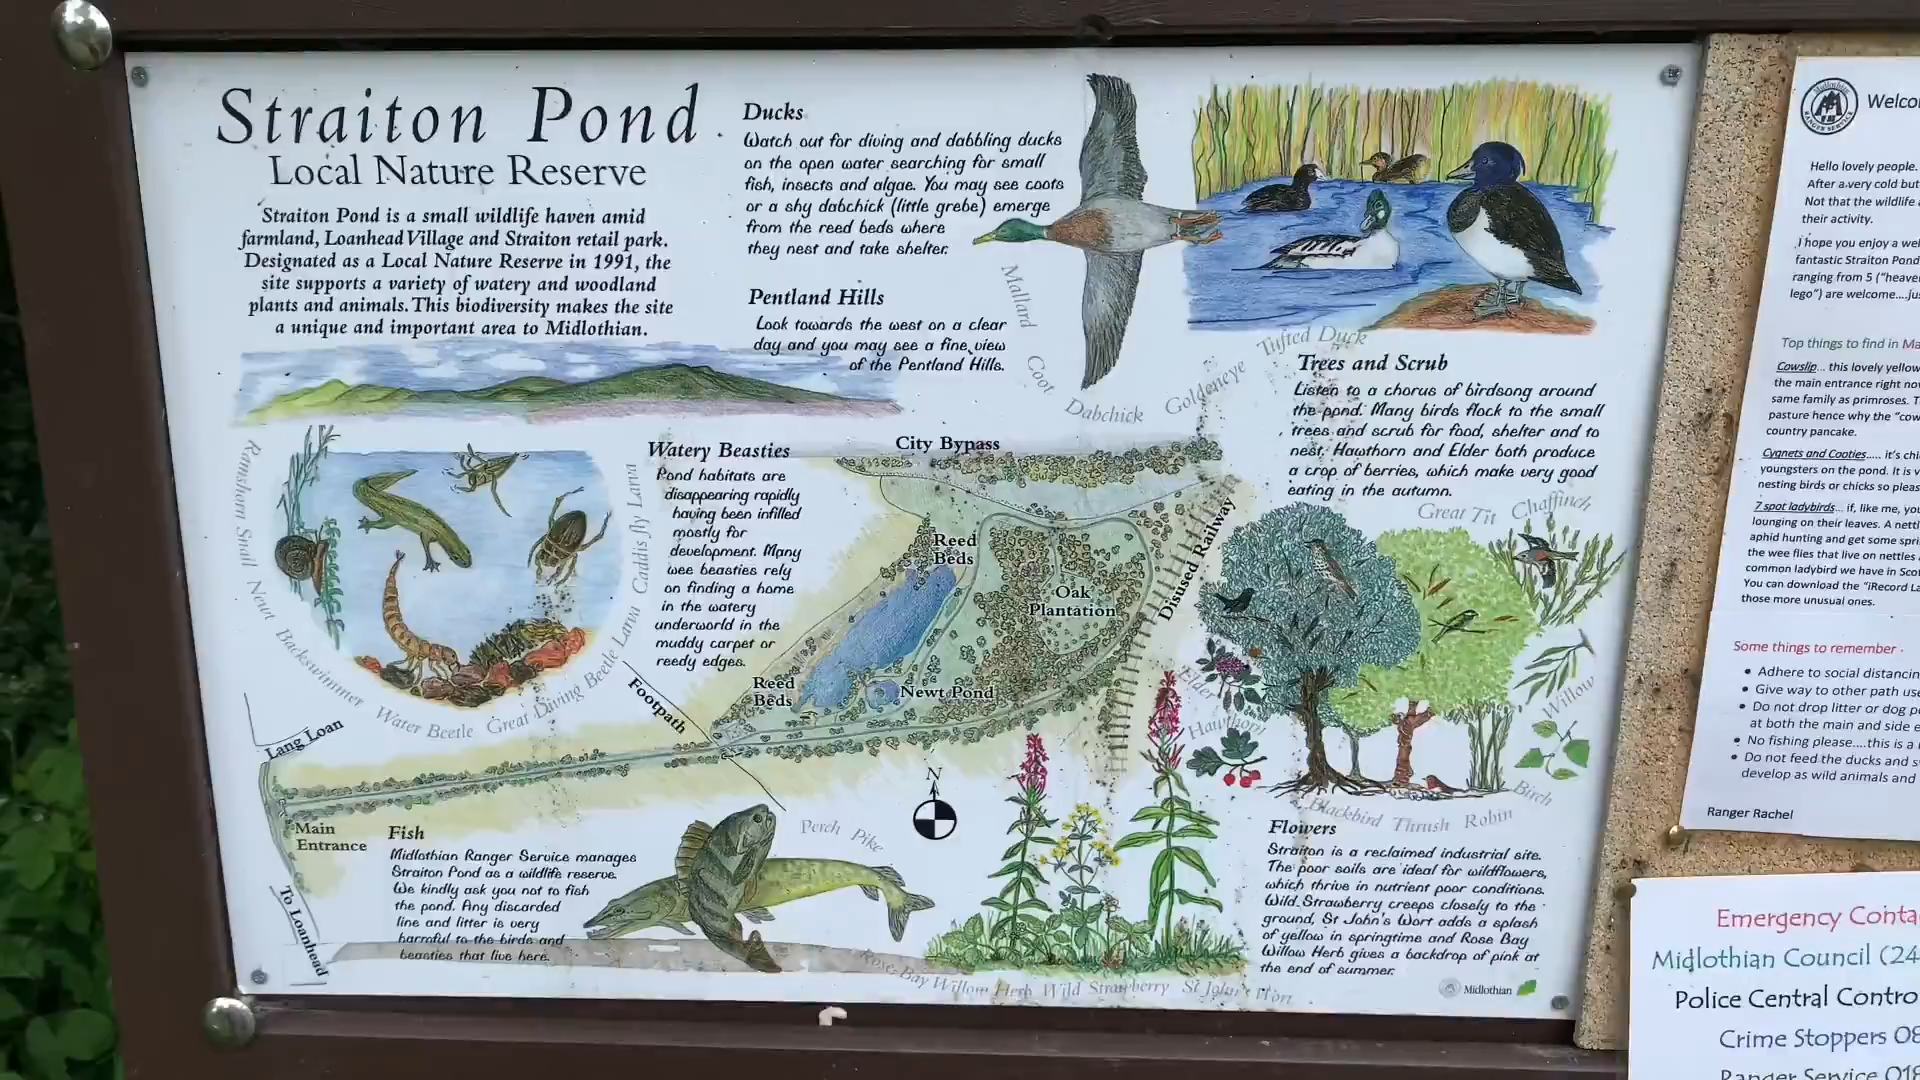 Straiton Pond
Local Nature Reserve
Straiton Pond is a small wildlife haven amid
farmland, Loanhead Village and Straiton retail park.
Designated as a Local Nature Reserve in 1991, the
site supports a variety of watery and woodland
plants and animals. This biodiversity makes the site
a unique and important area to Midlothian.
Ducks
Watch out for diving and dabbling ducks
on the open water searching for small
fish, insects and algae. You may see coots
or a shy dabchick (little grebe) emerge
from the reed beds where
they nest and take shelter.
Pentland Hills
Look towards the west on a clear
day and you may see a fine view
of the Pentland Hills.
Mallard
Coot
Dabchick
Goldeneye
Tufted Duck
Trees and Scrub
Listen to a chorus of birdsong around
the pond. Many birds flock to the small
trees and scrub for food, shelter and to
nest. Hawthorn and Elder both produce
a crop of berries, which make very good
eating in the autumn.
Great Tit
Chaffinch
Willow
Birch
Elder
Hawthorn
Blackbird Thrush Robin
Watery Beasties
Pond habitats are
disappearing rapidly
having been infilled
mostly for
development. Many
wee beasties rely
on finding a home
in the watery
underworld in the
muddy carpet or
reedy edges.
Ramshorn Snail Newt Backswimmer Water Beetle Great Diving Beetle Larva Caddis fly Larva
City Bypass
Reed
Beds
Oak
Plantation
Disused Railway
Reed
Beds
Newt Pond
Footpath
Lang Loan
Main
Entrance
To Loanhead
N
Fish
Midlothian Ranger Service manages
Straiton Pond as a wildlife reserve.
We kindly ask you not to fish
the pond. Any discarded
line and litter is very
harmful to the birds and
beasties that live here.
Perch Pike
Rose Bay Willow Herb Wild Strawberry St John's Wort
Flowers
Straiton is a reclaimed industrial site.
The poor soils are ideal for wildflowers,
which thrive in nutrient poor conditions.
Wild Strawberry creeps closely to the
ground, St John's Wort adds a splash
of yellow in springtime and Rose Bay
Willow Herb gives a backdrop of pink at
the end of summer.
Midlothian
Hello lovely people.
After a very cold but
Not that the wildlife
their activity.
I hope you enjoy a
fantastic Straiton Pond
ranging from 5 ("heave
lego") are welcome....
Top things to find in
Cowslip... this lovely yellow
the main entrance right
same family as primroses.
pasture hence why the "cow
country pancake.
Cygnets and Cooties..... it's
youngsters on the pond. It is
nesting birds or chicks so
7 spot ladybirds... if, like me,
lounging on their leaves. A
aphid hunting and get some
the wee flies that live on nettles
common ladybird we have in
You can download the "iRecord
those more unusual ones.
Some things to remember
• Adhere to social
• Give way to other path
• Do not drop litter or dog
at both the main and side
• No fishing please....this is a
• Do not feed the ducks and
develop as wild animals and
Ranger Rachel
Emergency
Midlothian Council (24
Police Central
Crime Stoppers 08
Ranger Service 018